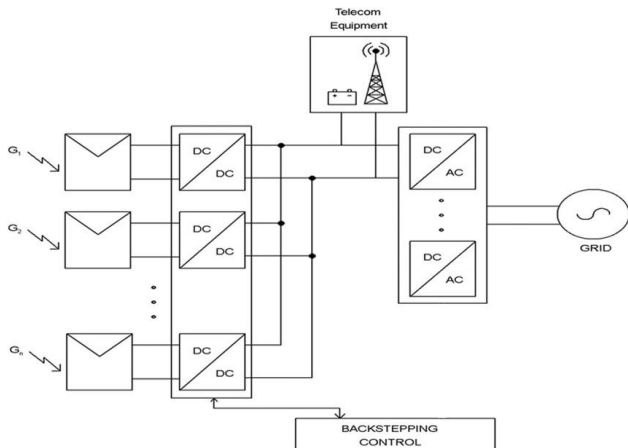 Telecom
Equipment
G₁
DC
DC
DC
AC
G₂
DC
DC
GRID
DC
AC
Gₙ
DC
DC
BACKSTEPPING
CONTROL